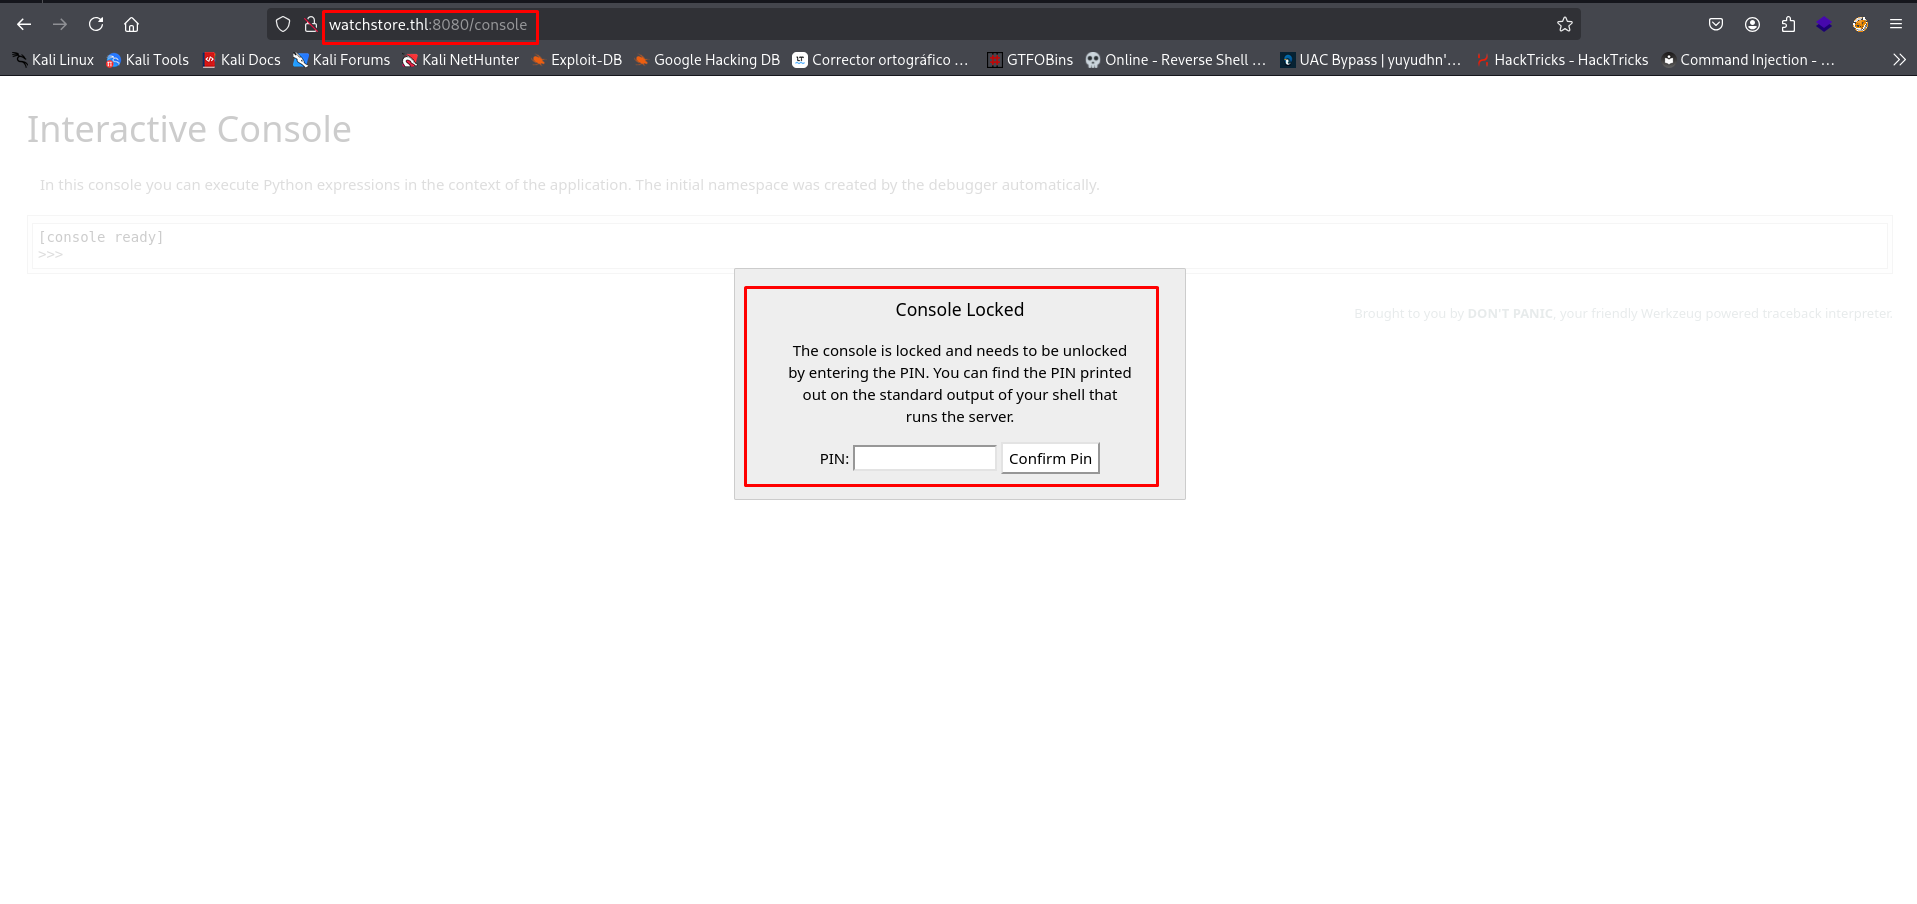 watchstore.thl:8080/console
Kali Linux Kali Tools Kali Docs Kali Forums Kali NetHunter Exploit-DB Google Hacking DB Corrector ortográfico … GTFOBins Online - Reverse Shell … UAC Bypass | yuyudhn'… HackTricks - HackTricks Command Injection - …
Interactive Console
In this console you can execute Python expressions in the context of the application. The initial namespace was created by the debugger automatically.
[console ready]
>>>
Console Locked
The console is locked and needs to be unlocked
by entering the PIN. You can find the PIN printed
out on the standard output of your shell that
runs the server.
PIN: Confirm Pin
Brought to you by DON'T PANIC, your friendly Werkzeug powered traceback interpreter.